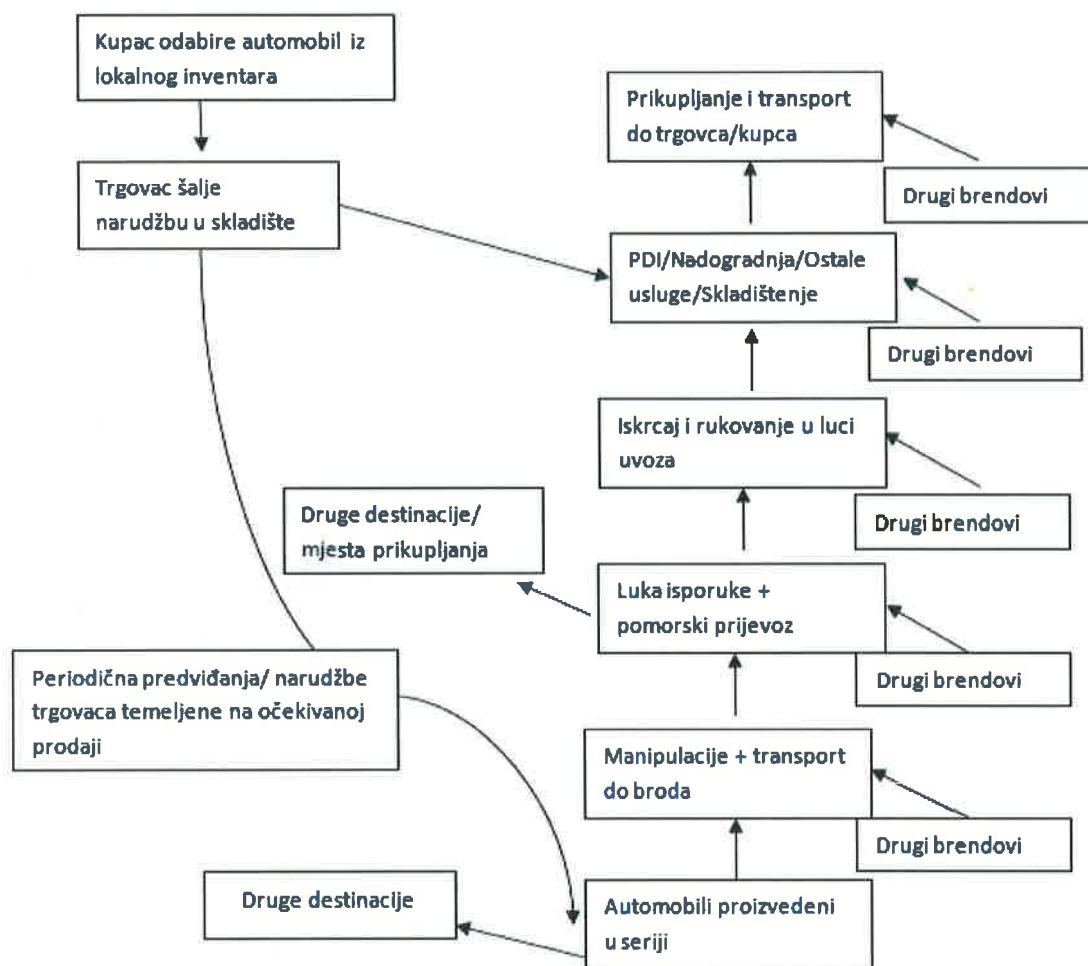 Kupac odabire automobil iz
lokalnog inventara
Trgovac šalje
narudžbu u skladište
Prikupljanje i transport
do trgovca/kupca
Drugi brendovi
PDI/Nadogradnja/Ostale
usluge/Skladištenje
Drugi brendovi
Iskrcaj i rukovanje u luci
uvoza
Drugi brendovi
Druge destinacije/
mjesta prikupljanja
Luka isporuke +
pomorski prijevoz
Drugi brendovi
Periodična predviđanja/ narudžbe
trgovaca temeljene na očekivanoj
prodaji
Manipulacije + transport
do broda
Drugi brendovi
Druge destinacije
Automobili proizvedeni
u seriji